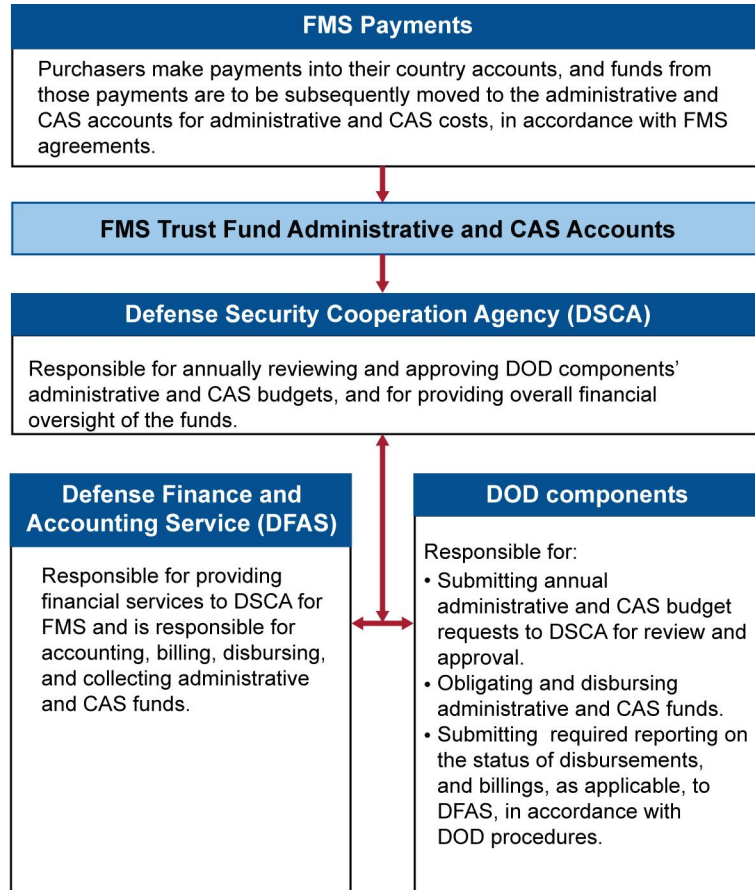 FMS Payments
Purchasers make payments into their country accounts, and funds from
those payments are to be subsequently moved to the administrative and
CAS accounts for administrative and CAS costs, in accordance with FMS
agreements.
FMS Trust Fund Administrative and CAS Accounts
Defense Security Cooperation Agency (DSCA)
Responsible for annually reviewing and approving DOD components’
administrative and CAS budgets, and for providing overall financial
oversight of the funds.
Defense Finance and
Accounting Service (DFAS)
Responsible for providing
financial services to DSCA for
FMS and is responsible for
accounting, billing, disbursing,
and collecting administrative
and CAS funds.
DOD components
Responsible for:
• Submitting annual
administrative and CAS budget
requests to DSCA for review and
approval.
• Obligating and disbursing
administrative and CAS funds.
• Submitting required reporting on
the status of disbursements,
and billings, as applicable, to
DFAS, in accordance with
DOD procedures.